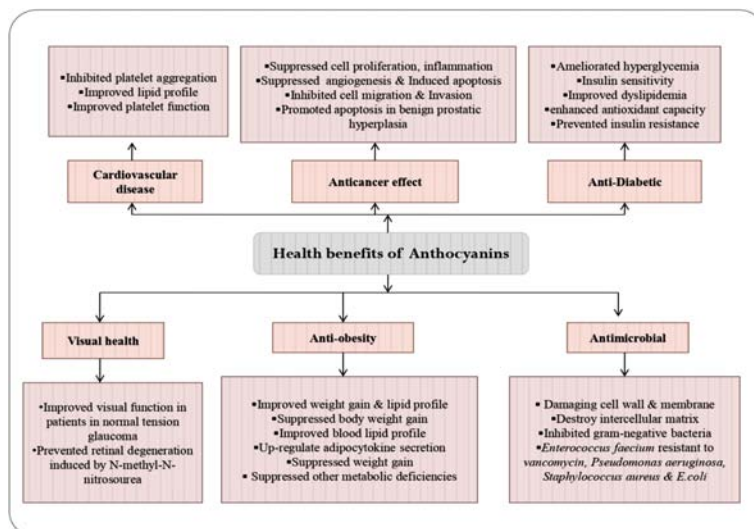 ▪Inhibited platelet aggregation
▪Improved lipid profile
▪Improved platelet function
▪Suppressed cell proliferation, inflammation
▪Suppressed angiogenesis & Induced apoptosis
▪Inhibited cell migration & Invasion
▪Promoted apoptosis in benign prostatic
hyperplasia
▪Ameliorated hyperglycemia
▪Insulin sensitivity
▪Improved dyslipidemia
▪enhanced antioxidant capacity
▪Prevented insulin resistance
Cardiovascular
disease
Anticancer effect
Anti-Diabetic
Health benefits of Anthocyanins
Visual health
Anti-obesity
Antimicrobial
▪Improved visual function in
patients in normal tension
glaucoma
▪Prevented retinal degeneration
induced by N-methyl-N-
nitrosourea
▪Improved weight gain & lipid profile
▪Suppressed body weight gain
▪Improved blood lipid profile
▪Up-regulate adipocytokine secretion
▪Suppressed weight gain
▪ Suppressed other metabolic deficiencies
▪ Damaging cell wall & membrane
▪ Destroy intercellular matrix
▪Inhibited gram-negative bacteria
▪Enterococcus faecium resistant to
vancomycin, Pseudomonas aeruginosa,
Staphylococcus aureus & E.coli